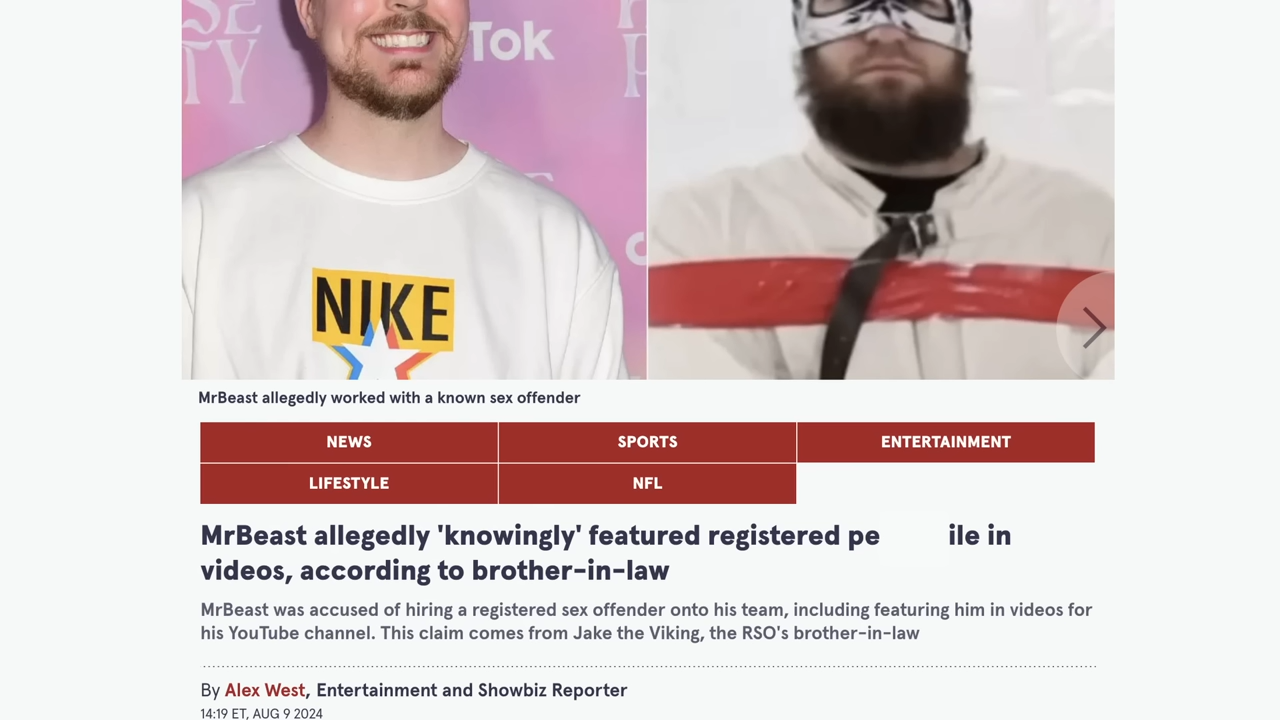 SE
TY
Tok
NIKE
MrBeast allegedly worked with a known sex offender
NEWS
SPORTS
ENTERTAINMENT
LIFESTYLE
NFL
MrBeast allegedly 'knowingly' featured registered pe ile in
videos, according to brother-in-law
MrBeast was accused of hiring a registered sex offender onto his team, including featuring him in videos for
his YouTube channel. This claim comes from Jake the Viking, the RSO's brother-in-law
By Alex West, Entertainment and Showbiz Reporter
14:19 ET, AUG 9 2024